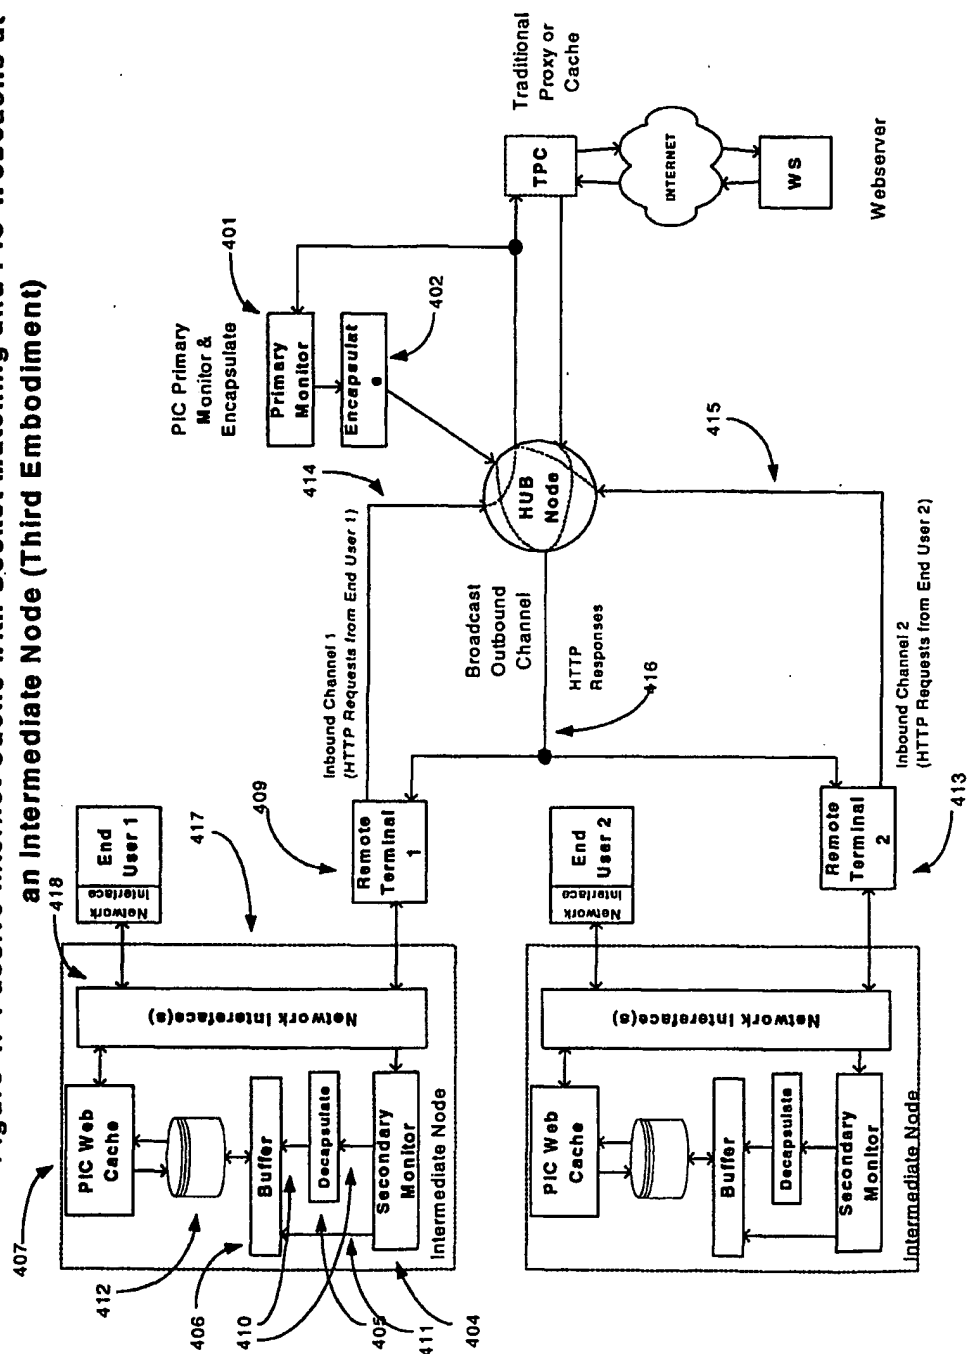 an Intermediate Node (Third Embodiment)
407
418
417
409
412
406
410
405
411
404
PIC Web
Cache
Network Intereface(s)
Buffer
Decapsulate
Secondary
Monitor
Intermediate Node
End
User 1
Network
Interface
Remote
Terminal
1
Inbound Channel 1
(HTTP Requests from End User 1)
414
PIC Primary
Monitor &
Encapsulate
401
Primary
Monitor
Encapsulat
e
402
HUB
Node
Broadcast
Outbound
Channel
HTTP
Responses
416
415
TPC
Traditional
Proxy or
Cache
INTERNET
WS
Webserver
PIC Web
Cache
Network Intereface(s)
Buffer
Decapsulate
Secondary
Monitor
Intermediate Node
End
User 2
Network
Interface
Remote
Terminal
2
413
Inbound Channel 2
(HTTP Requests from End User 2)